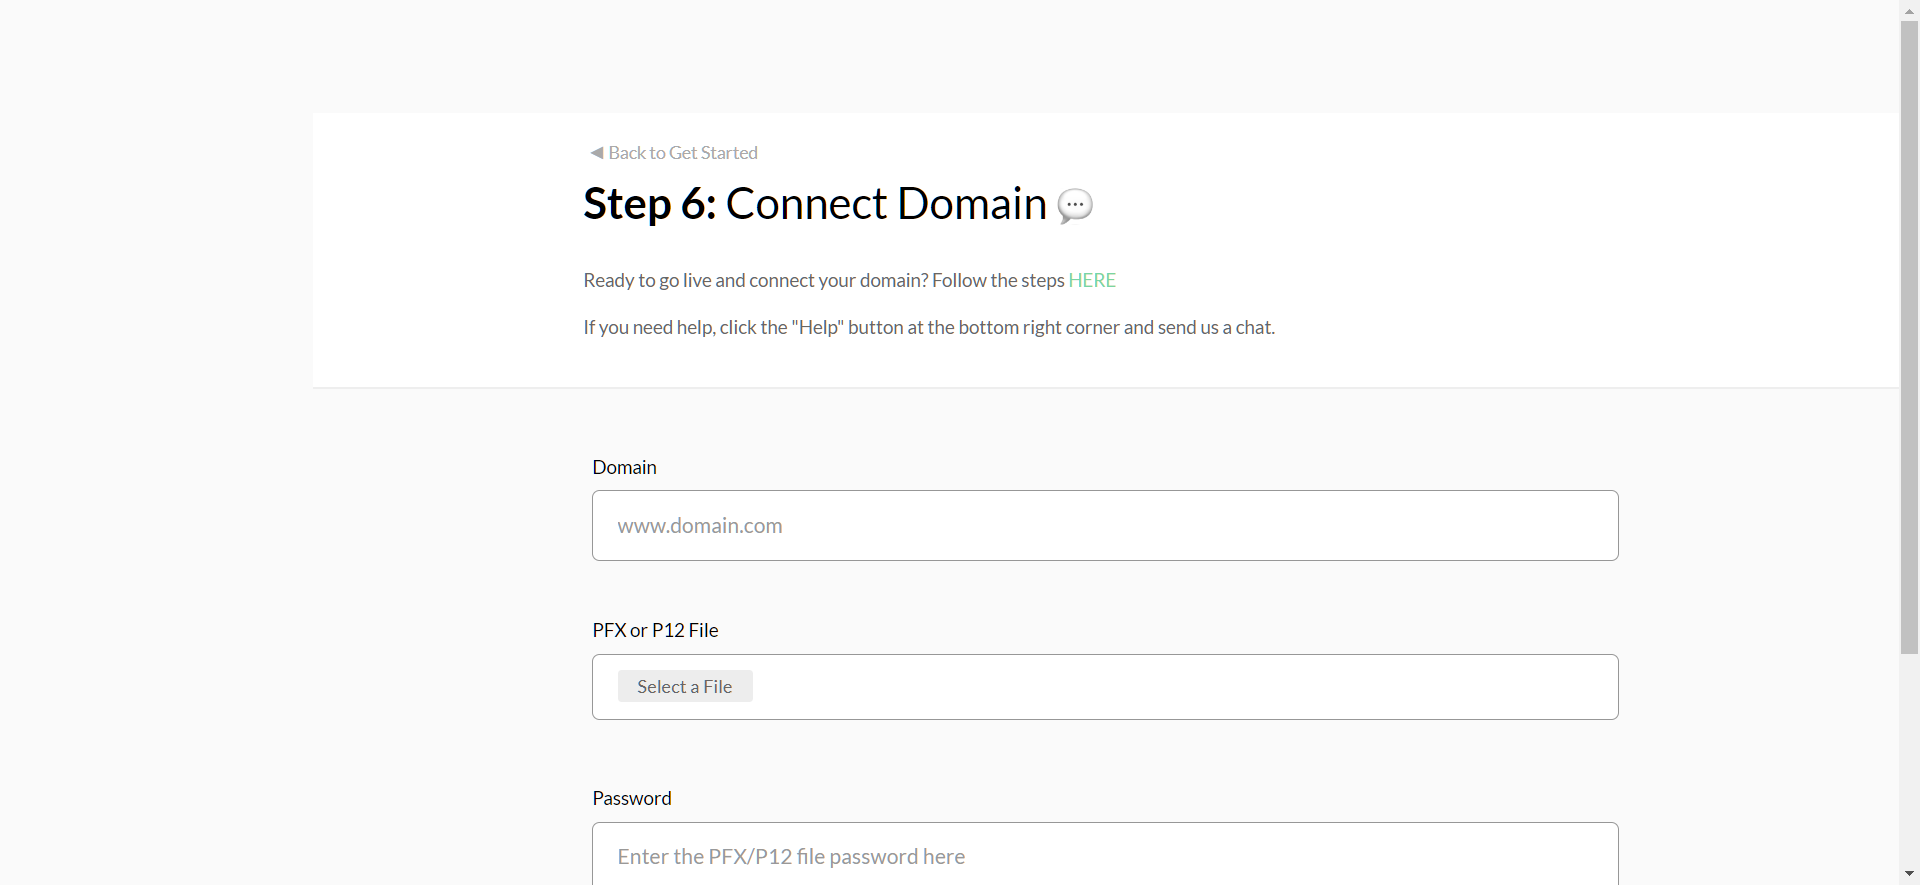 ◀ Back to Get Started
Step 6: Connect Domain 💬
Ready to go live and connect your domain? Follow the steps HERE
If you need help, click the "Help" button at the bottom right corner and send us a chat.
Domain
www.domain.com
PFX or P12 File
Select a File
Password
Enter the PFX/P12 file password here